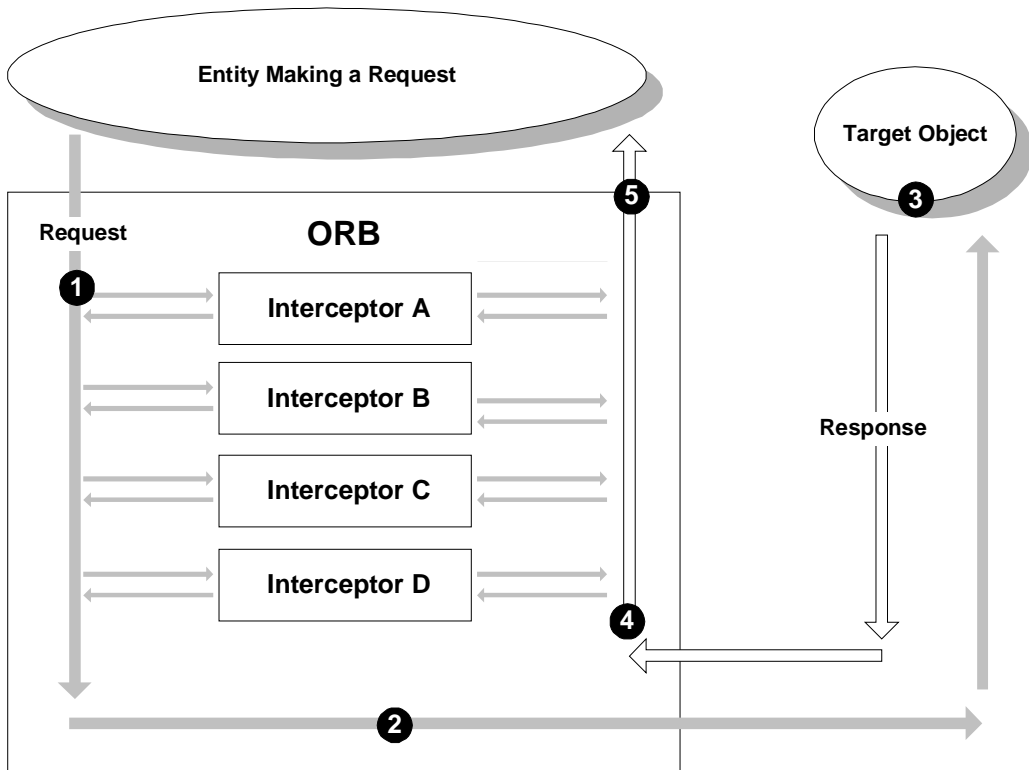 Entity Making a Request
Target Object
3
5
Request
ORB
1
Interceptor A
Interceptor B
Response
Interceptor C
Interceptor D
4
2